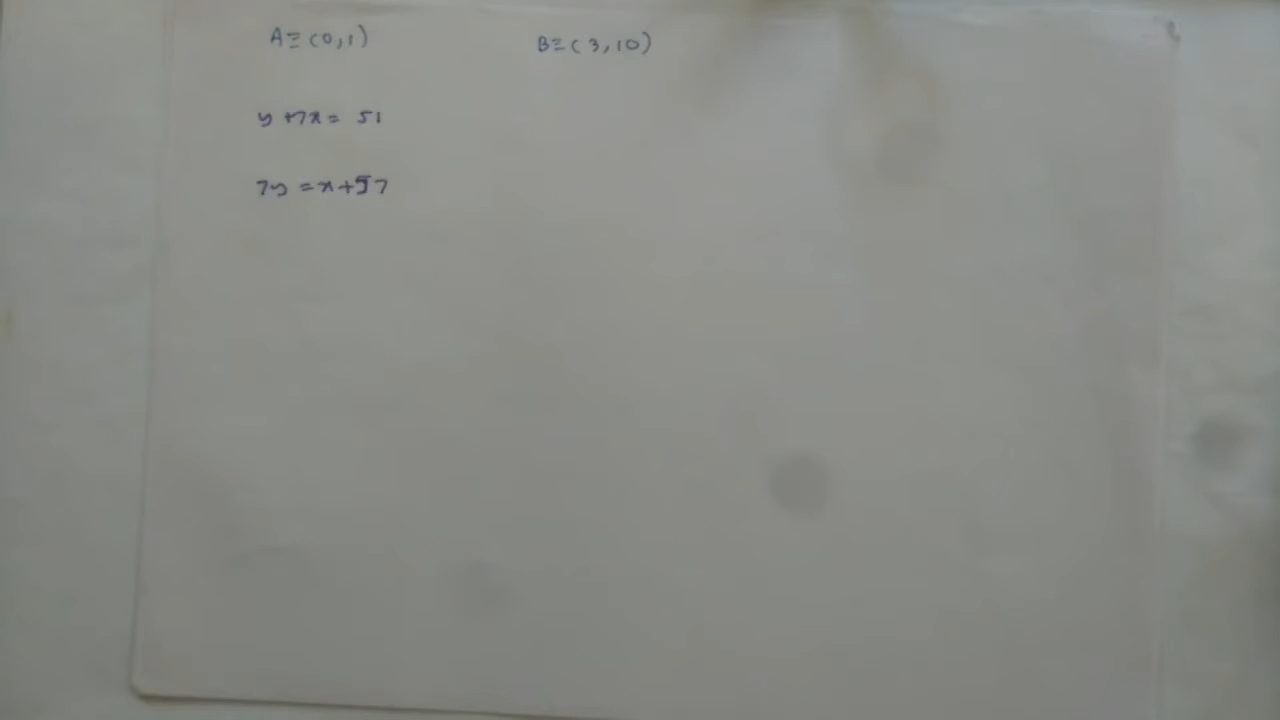 A≡(0,1) B≡(3,10)
y+7x= 51
7y =x+57